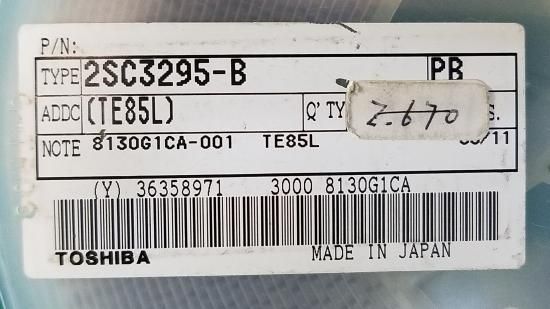 P/N:
TYPE 2SC3295-B PB
ADDC (TE85L) Q'TY 2.670 S.
NOTE 8130G1CA-001 TE85L /11
(Y) 36358971 3000 8130G1CA
TOSHIBA MADE IN JAPAN